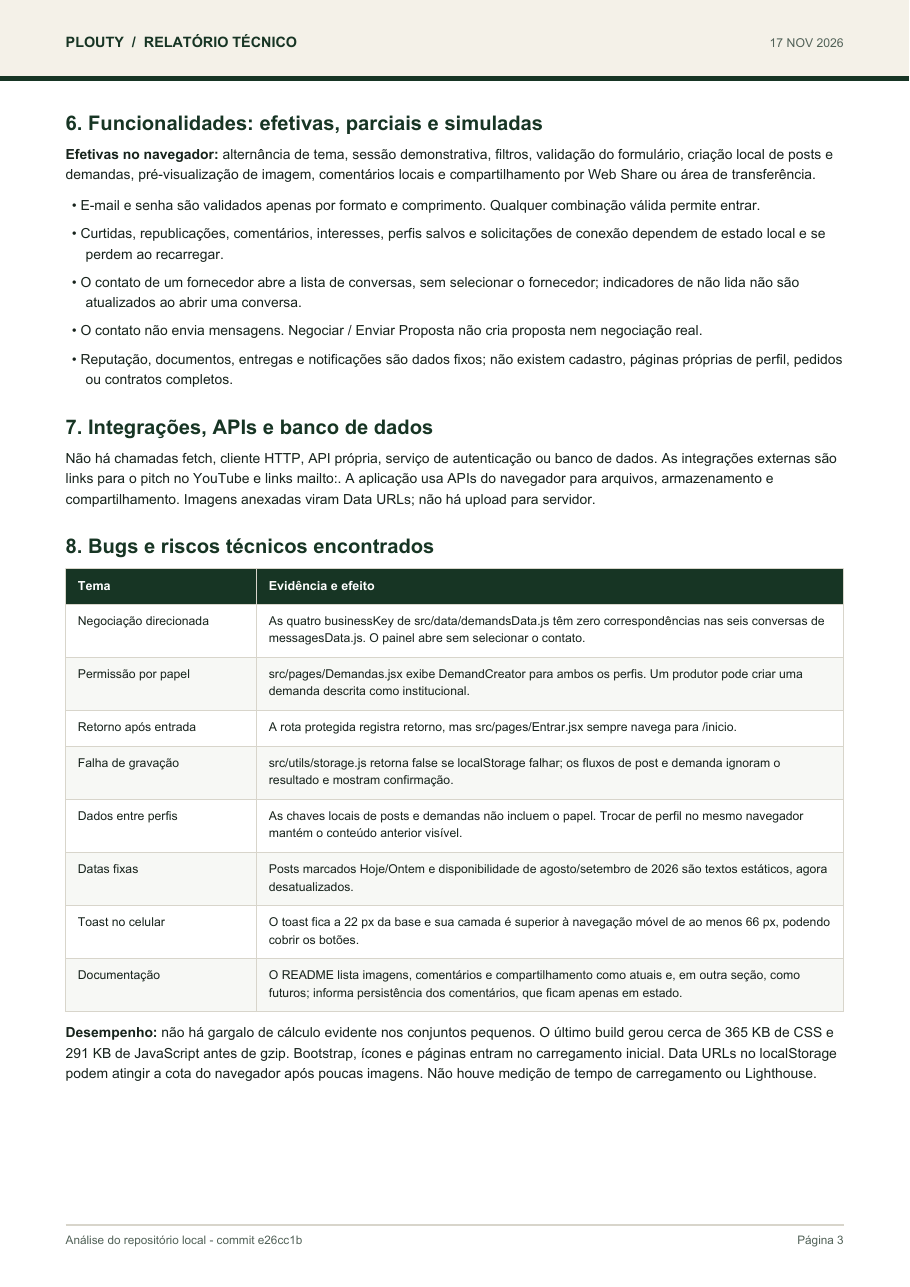 PLOUTY / RELATÓRIO TÉCNICO
17 NOV 2026
6. Funcionalidades: efetivas, parciais e simuladas
Efetivas no navegador: alternância de tema, sessão demonstrativa, filtros, validação do formulário, criação local de posts e
demandas, pré-visualização de imagem, comentários locais e compartilhamento por Web Share ou área de transferência.
• E-mail e senha são validados apenas por formato e comprimento. Qualquer combinação válida permite entrar.
• Curtidas, republicações, comentários, interesses, perfis salvos e solicitações de conexão dependem de estado local e se
perdem ao recarregar.
• O contato de um fornecedor abre a lista de conversas, sem selecionar o fornecedor; indicadores de não lida não são
atualizados ao abrir uma conversa.
• O contato não envia mensagens. Negociar / Enviar Proposta não cria proposta nem negociação real.
• Reputação, documentos, entregas e notificações são dados fixos; não existem cadastro, páginas próprias de perfil, pedidos
ou contratos completos.
7. Integrações, APIs e banco de dados
Não há chamadas fetch, cliente HTTP, API própria, serviço de autenticação ou banco de dados. As integrações externas são
links para o pitch no YouTube e links mailto:. A aplicação usa APIs do navegador para arquivos, armazenamento e
compartilhamento. Imagens anexadas viram Data URLs; não há upload para servidor.
8. Bugs e riscos técnicos encontrados
Tema
Evidência e efeito
Negociação direcionada
As quatro businessKey de src/data/demandsData.js têm zero correspondências nas seis conversas de
messagesData.js. O painel abre sem selecionar o contato.
Permissão por papel
src/pages/Demandas.jsx exibe DemandCreator para ambos os perfis. Um produtor pode criar uma
demanda descrita como institucional.
Retorno após entrada
A rota protegida registra retorno, mas src/pages/Entrar.jsx sempre navega para /inicio.
Falha de gravação
src/utils/storage.js retorna false se localStorage falhar; os fluxos de post e demanda ignoram o
resultado e mostram confirmação.
Dados entre perfis
As chaves locais de posts e demandas não incluem o papel. Trocar de perfil no mesmo navegador
mantém o conteúdo anterior visível.
Datas fixas
Posts marcados Hoje/Ontem e disponibilidade de agosto/setembro de 2026 são textos estáticos, agora
desatualizados.
Toast no celular
O toast fica a 22 px da base e sua camada é superior à navegação móvel de ao menos 66 px, podendo
cobrir os botões.
Documentação
O README lista imagens, comentários e compartilhamento como atuais e, em outra seção, como
futuros; informa persistência dos comentários, que ficam apenas em estado.
Desempenho: não há gargalo de cálculo evidente nos conjuntos pequenos. O último build gerou cerca de 365 KB de CSS e
291 KB de JavaScript antes de gzip. Bootstrap, ícones e páginas entram no carregamento inicial. Data URLs no localStorage
podem atingir a cota do navegador após poucas imagens. Não houve medição de tempo de carregamento ou Lighthouse.
Análise do repositório local - commit e26cc1b
Página 3